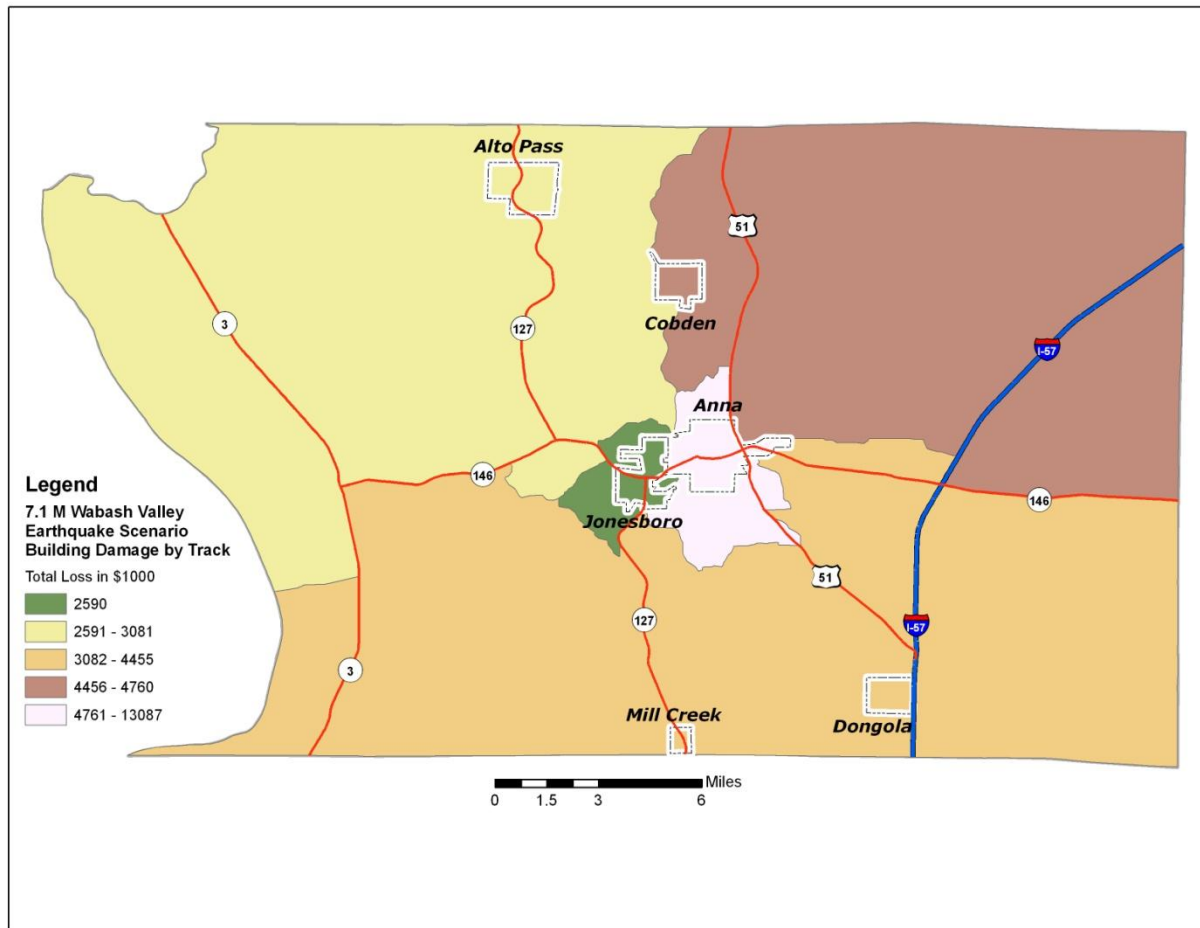 Alto Pass
51
Cobden
3
127
I-57
Anna
146
Jonesboro
146
51
127
I-57
3
Mill Creek
Dongola
Legend
7.1 M Wabash Valley
Earthquake Scenario
Building Damage by Track
Total Loss in $1000
2590
2591 - 3081
3082 - 4455
4456 - 4760
4761 - 13087
Miles
0 1.5 3 6